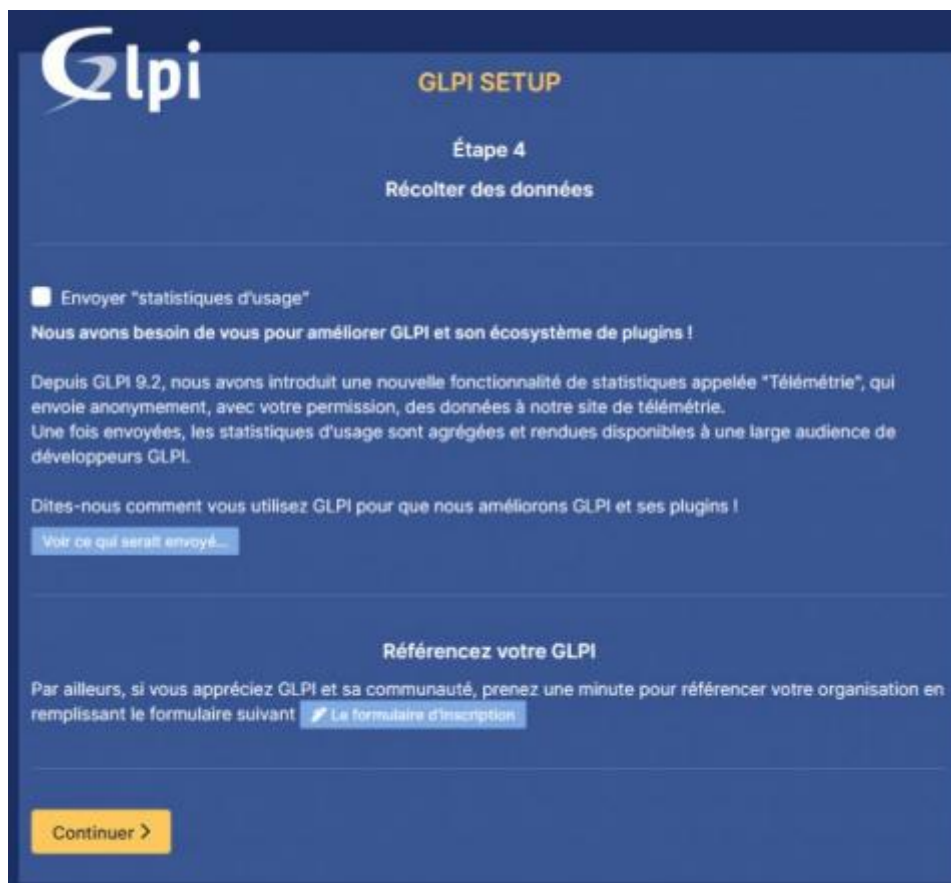 Glpi
GLPI SETUP
Étape 4
Récolter des données
Envoyer "statistiques d'usage"
Nous avons besoin de vous pour améliorer GLPI et son écosystème de plugins !
Depuis GLPI 9.2, nous avons introduit une nouvelle fonctionnalité de statistiques appelée "Télémétrie", qui
envoie anonymement, avec votre permission, des données à notre site de télémétrie.
Une fois envoyées, les statistiques d'usage sont agrégées et rendues disponibles à une large audience de
développeurs GLPI.
Dites-nous comment vous utilisez GLPI pour que nous améliorons GLPI et ses plugins !
Voir ce qui serait envoyé...
Référencez votre GLPI
Par ailleurs, si vous appréciez GLPI et sa communauté, prenez une minute pour référencer votre organisation en
remplissant le formulaire suivant Le formulaire d'inscription
Continuer >